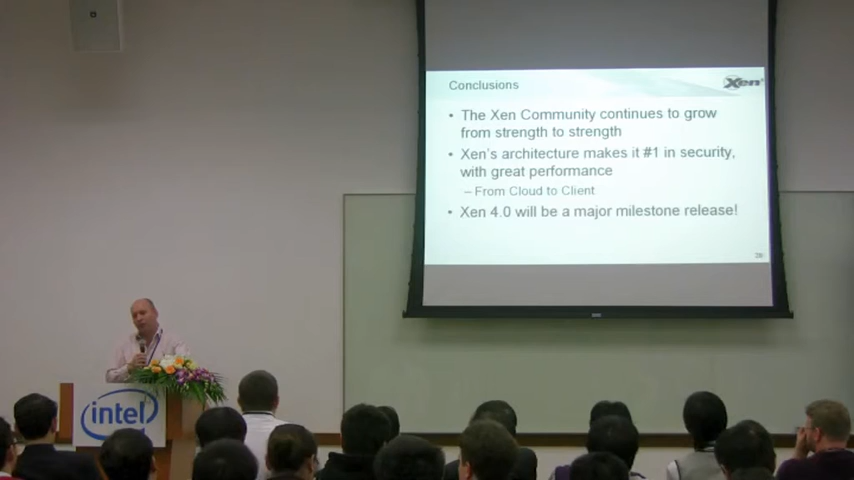 Conclusions
Xen
• The Xen Community continues to grow
from strength to strength
• Xen's architecture makes it #1 in security,
with great performance
– From Cloud to Client
• Xen 4.0 will be a major milestone release!
intel